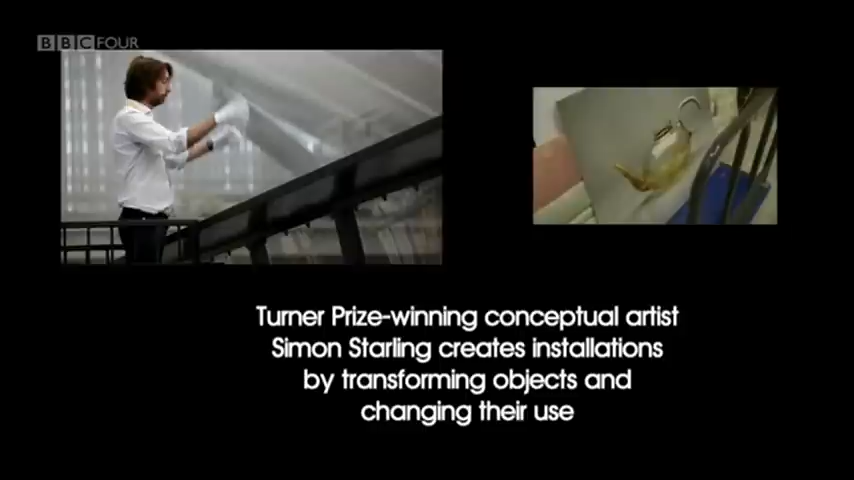 BBC FOUR
Turner Prize-winning conceptual artist
Simon Starling creates installations
by transforming objects and
changing their use